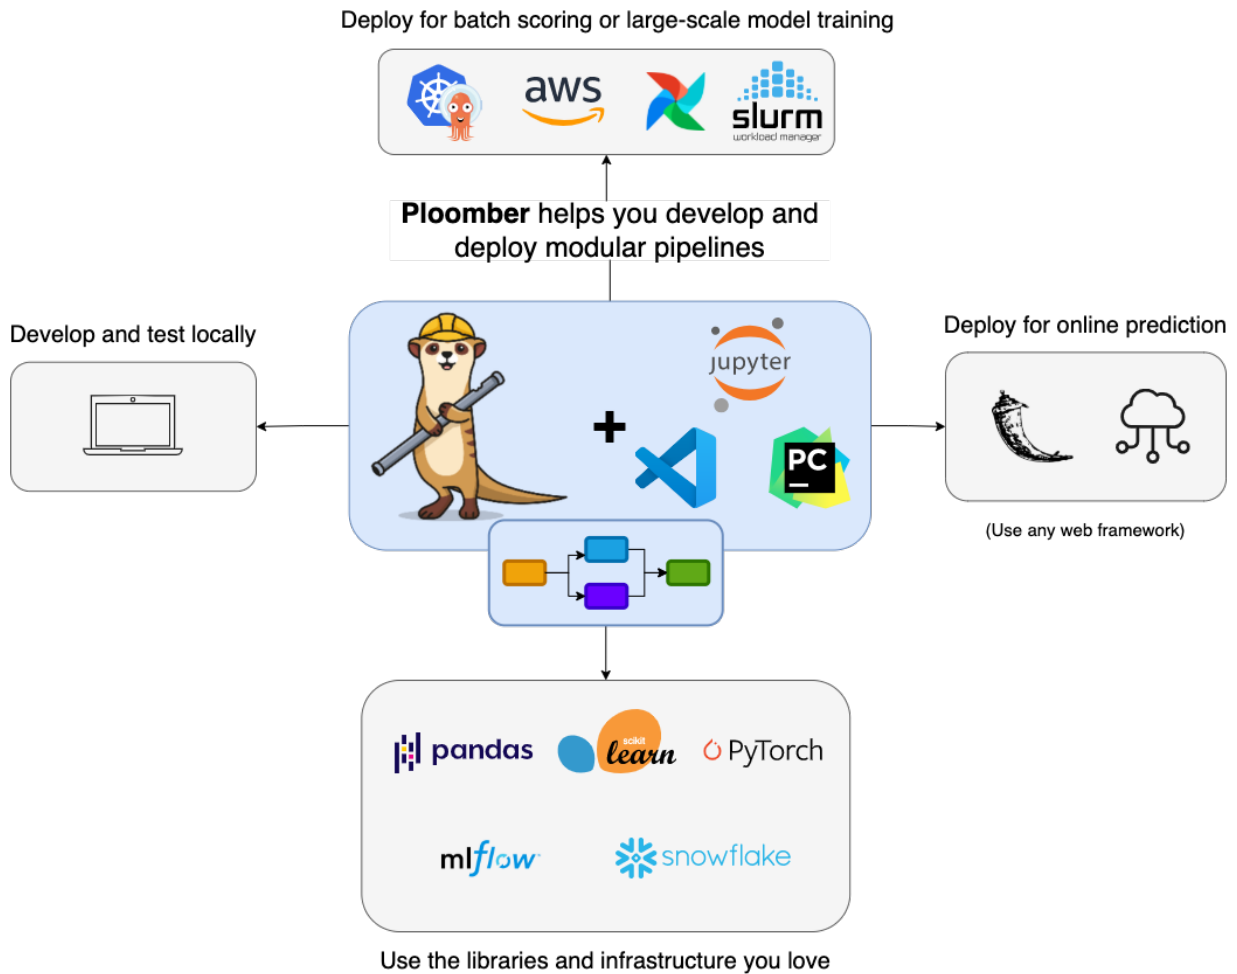 Deploy for batch scoring or large-scale model training
aws
slurm
workload manager
Ploomber helps you develop and
deploy modular pipelines
Develop and test locally
Deploy for online prediction
jupyter
+
PC
(Use any web framework)
pandas
scikit
learn
PyTorch
mlflow
snowflake
Use the libraries and infrastructure you love